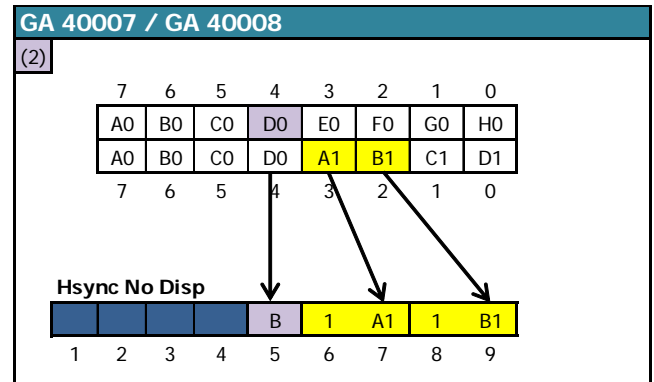 GA 40007 / GA 40008
(2)
7 6 5 4 3 2 1 0
A0 B0 C0 D0 E0 F0 G0 H0
A0 B0 C0 D0 A1 B1 C1 D1
7 6 5 4 3 2 1 0
Hsync No Disp
B 1 A1 1 B1
1 2 3 4 5 6 7 8 9